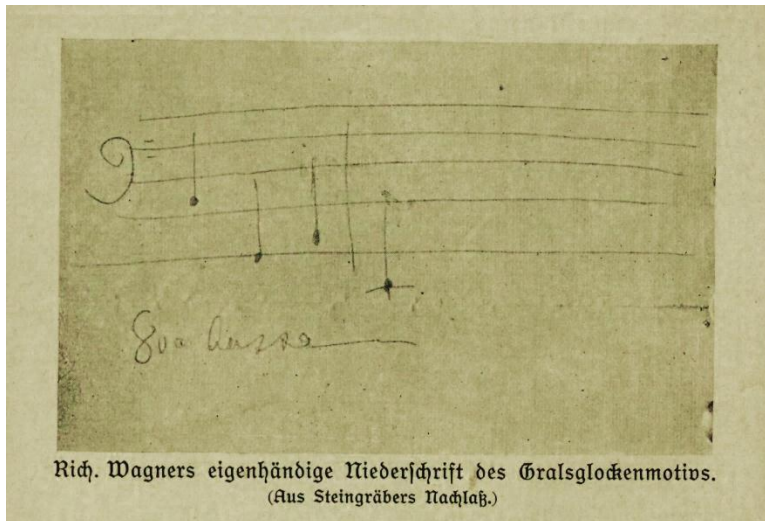 8va bassa
Rich. Wagners eigenhändige Niederschrift des Gralsglockenmotivs.
(Aus Steingräbers Nachlaß.)